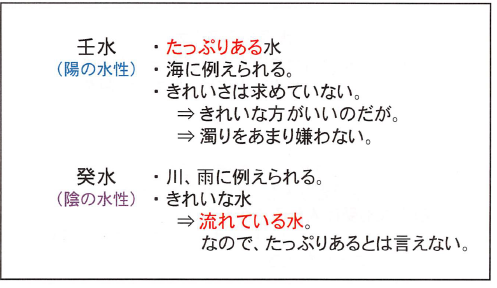 壬水 ・たっぷりある水
（陽の水性） ・海に例えられる。
・きれいさは求めていない。
⇒きれいな方がいいのだが。
⇒濁りをあまり嫌わない。
癸水 ・川、雨に例えられる。
（陰の水性） ・きれいな水
⇒流れている水。
なので、たっぷりあるとは言えない。